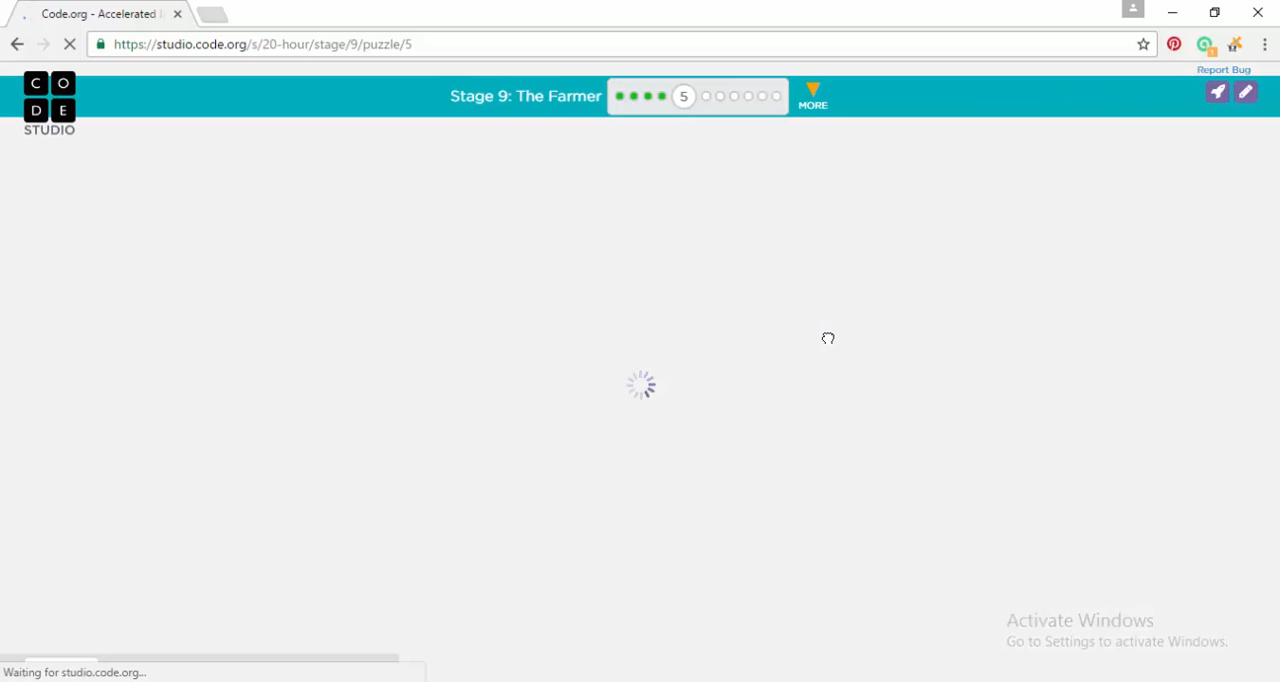 Code.org - Accelerated I
https://studio.code.org/s/20-hour/stage/9/puzzle/5
Report Bug
C O
D E
STUDIO
Stage 9: The Farmer
5
MORE
Activate Windows
Go to Settings to activate Windows.
Waiting for studio.code.org...